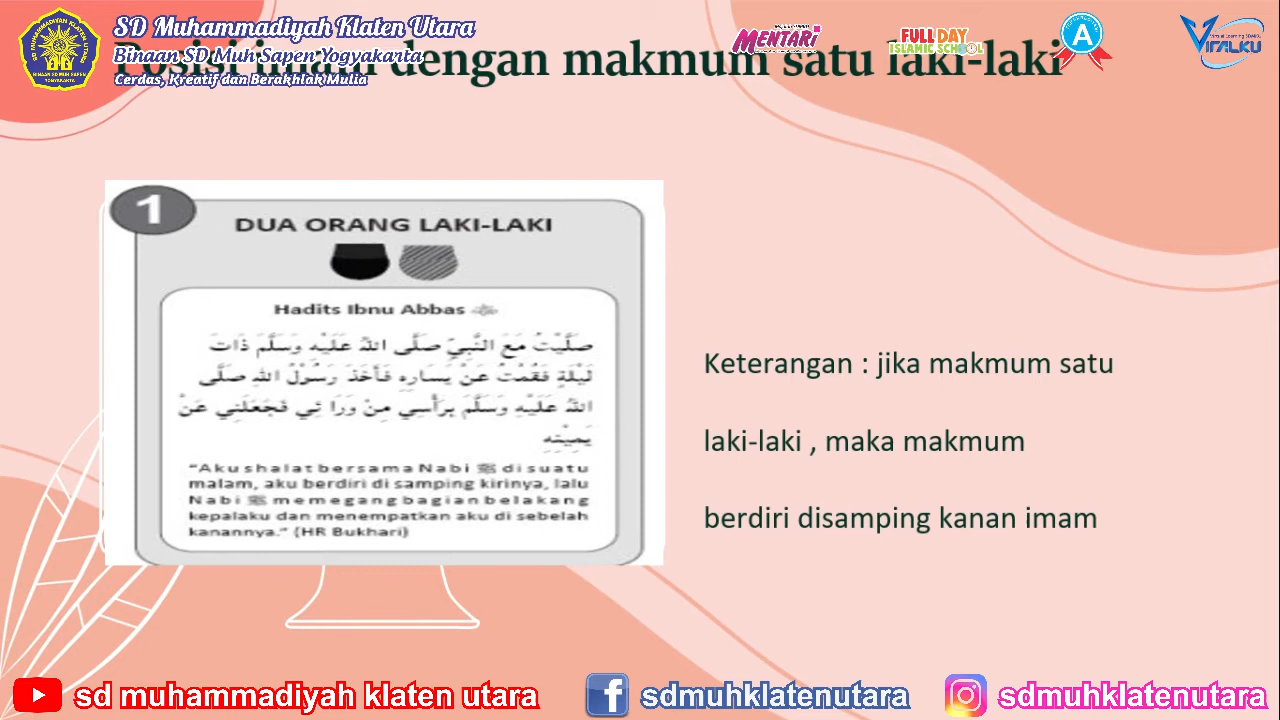 SD Muhammadiyah Klaten Utara
Binaan SD Muh Sapen Yogyakarta
Cerdas, Kreatif dan Berakhlak Mulia
MENTARI
FULL DAY
ISLAMIC SCHOOL
A
VIRALKU
dengan makmum satu laki-laki
1
DUA ORANG LAKI-LAKI
Hadits Ibnu Abbas
صَلَّيْتُ مَعَ النَّبِيِّ صَلَّى اللهُ عَلَيْهِ وَسَلَّمَ ذَاتَ
لَيْلَةٍ فَقُمْتُ عَنْ يَسَارِهِ فَأَخَذَ رَسُوْلُ اللهِ صَلَّى
اللهُ عَلَيْهِ وَسَلَّمَ بِرَأْسِي مِنْ وَرَا ئِي فَجَعَلَنِي عَنْ
يَمِيْنِهِ
"Aku shalat bersama Nabi ﷺ di suatu
malam, aku berdiri di samping kirinya, lalu
Nabi ﷺ memegang bagian belakang
kepalaku dan menempatkan aku di sebelah
kanannya." (HR Bukhari)
Keterangan : jika makmum satu
laki-laki , maka makmum
berdiri disamping kanan imam
sd muhammadiyah klaten utara
sdmuhklatenutara
sdmuhklatenutara